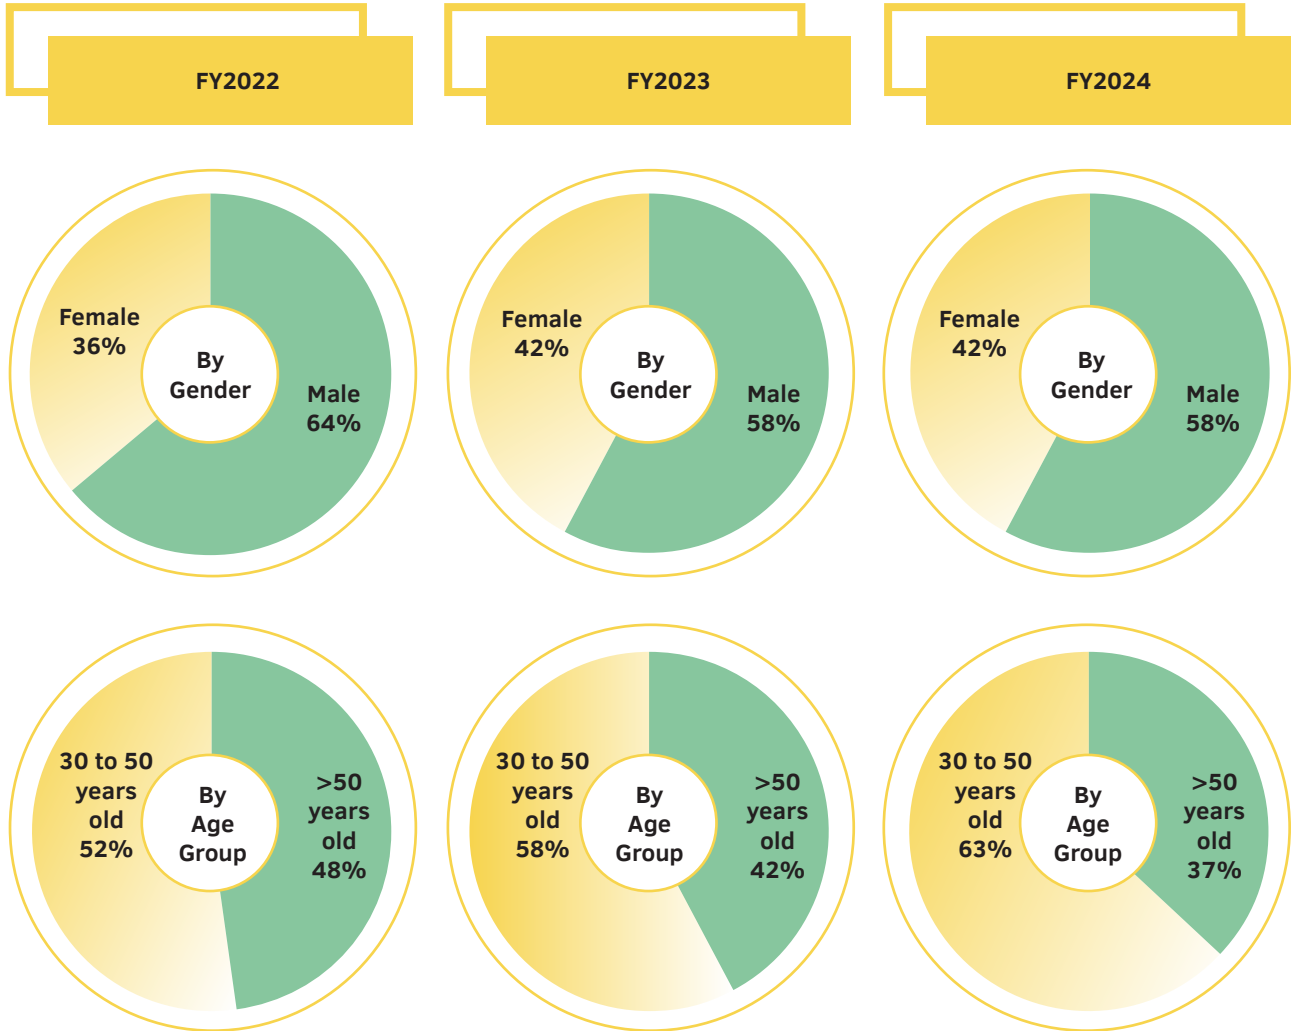 FY2022
FY2023
FY2024
Female
36%
By
Gender
Male
64%
Female
42%
By
Gender
Male
58%
Female
42%
By
Gender
Male
58%
30 to 50
years
old
52%
By
Age
Group
>50
years
old
48%
30 to 50
years
old
58%
By
Age
Group
>50
years
old
42%
30 to 50
years
old
63%
By
Age
Group
>50
years
old
37%